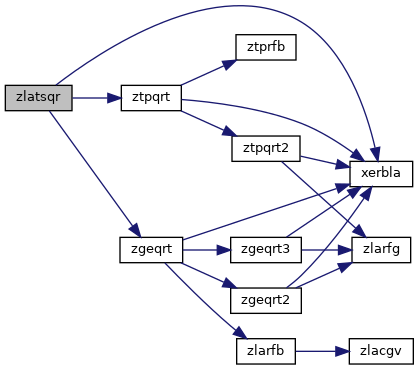 ztprfb
zlatsqr
ztpqrt
ztpqrt2
xerbla
zgeqrt
zgeqrt3
zlarfg
zgeqrt2
zlarfb
zlacgv